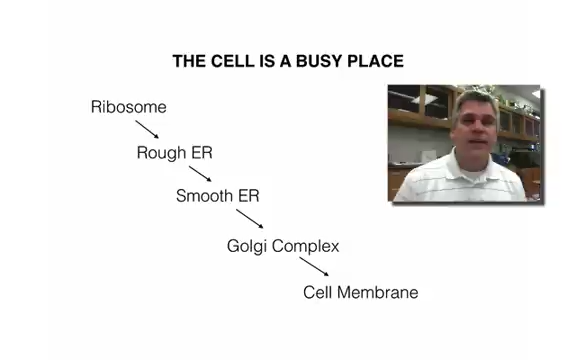 THE CELL IS A BUSY PLACE
Ribosome
Rough ER
Smooth ER
Golgi Complex
Cell Membrane